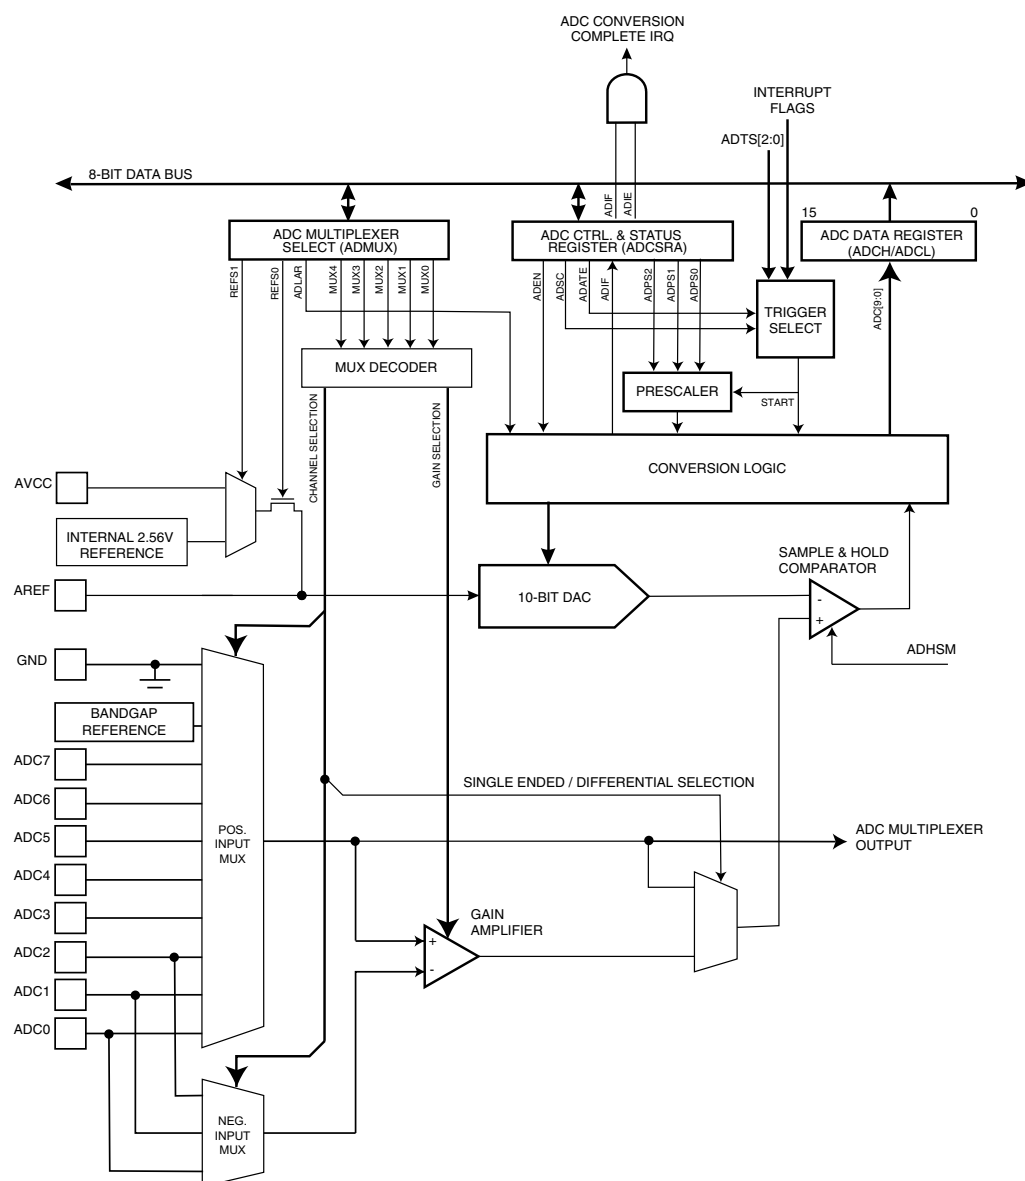 ADC CONVERSION
COMPLETE IRQ
INTERRUPT
FLAGS
ADTS[2:0]
8-BIT DATA BUS
ADIF
ADIE
15
0
ADC MULTIPLEXER
SELECT (ADMUX)
ADC CTRL. & STATUS
REGISTER (ADCSRA)
ADC DATA REGISTER
(ADCH/ADCL)
REFS1
REFS0
ADLAR
MUX4
MUX3
MUX2
MUX1
MUX0
ADEN
ADSC
ADATE
ADIF
ADPS2
ADPS1
ADPS0
ADC[9:0]
TRIGGER
SELECT
MUX DECODER
PRESCALER
START
CHANNEL SELECTION
GAIN SELECTION
CONVERSION LOGIC
AVCC
INTERNAL 2.56V
REFERENCE
SAMPLE & HOLD
COMPARATOR
AREF
10-BIT DAC
-
+
ADHSM
GND
BANDGAP
REFERENCE
ADC7
SINGLE ENDED / DIFFERENTIAL SELECTION
ADC6
ADC5
POS.
INPUT
MUX
ADC MULTIPLEXER
OUTPUT
ADC4
ADC3
GAIN
AMPLIFIER
+
-
ADC2
ADC1
ADC0
NEG.
INPUT
MUX